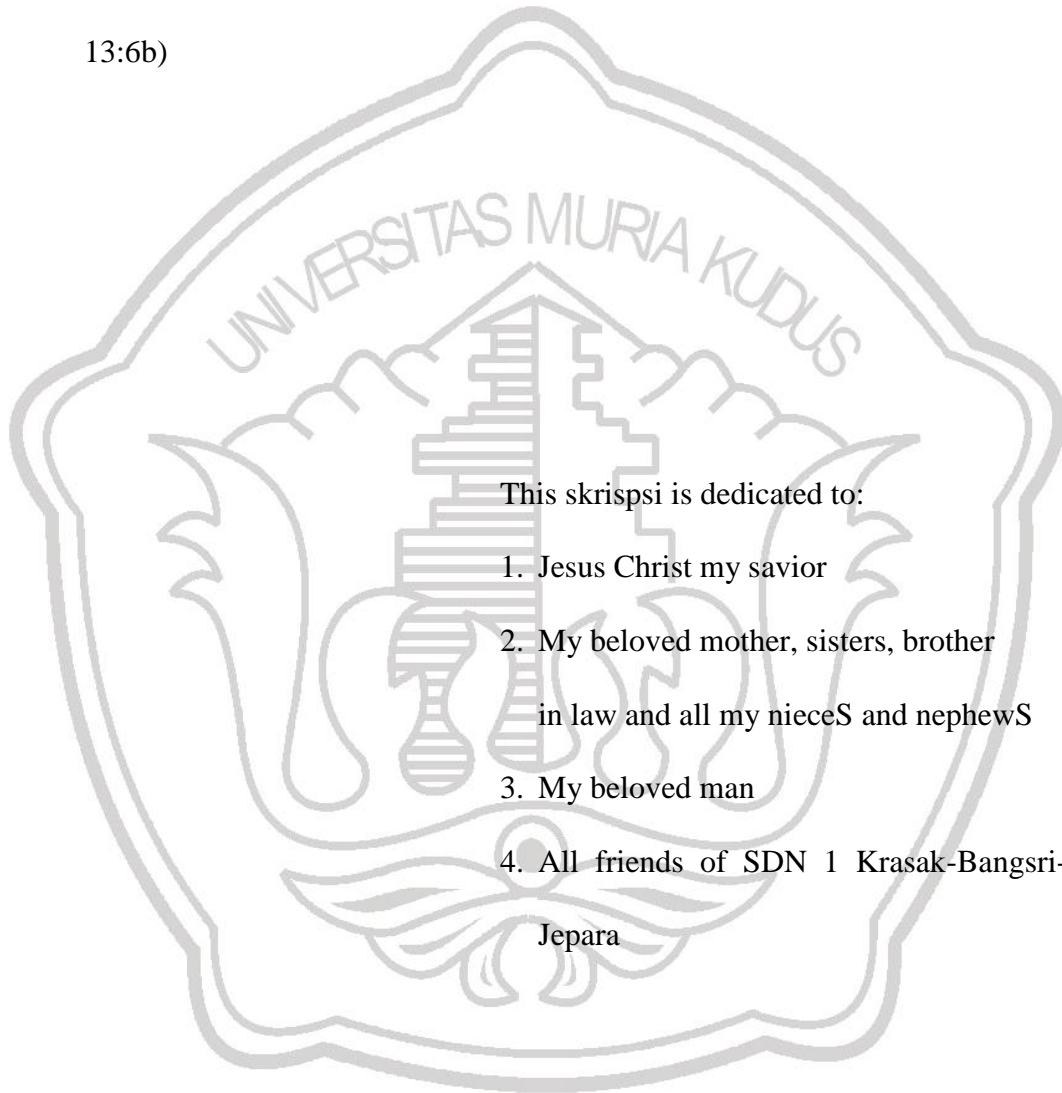 13:6b)
UNIVERSITAS MURIA KUDUS
This skrispsi is dedicated to:
1. Jesus Christ my savior
2. My beloved mother, sisters, brother
in law and all my nieceS and nephewS
3. My beloved man
4. All friends of SDN 1 Krasak-Bangsri-
Jepara